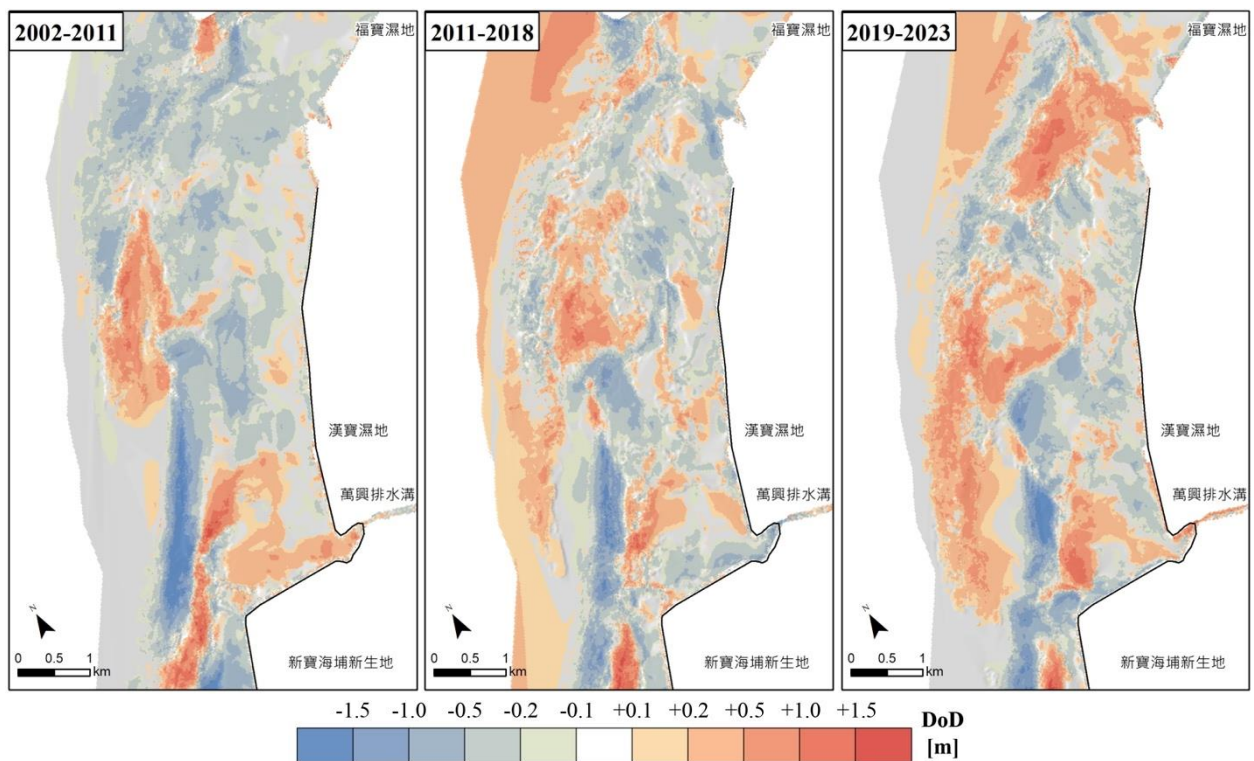 2002-2011
福寶濕地
漢寶濕地
萬興排水溝
新寶海埔新生地
N
0 0.5 1
km
2011-2018
福寶濕地
漢寶濕地
萬興排水溝
新寶海埔新生地
N
0 0.5 1
km
2019-2023
福寶濕地
漢寶濕地
萬興排水溝
新寶海埔新生地
N
0 0.5 1
km
-1.5 -1.0 -0.5 -0.2 -0.1 +0.1 +0.2 +0.5 +1.0 +1.5 DoD
[m]